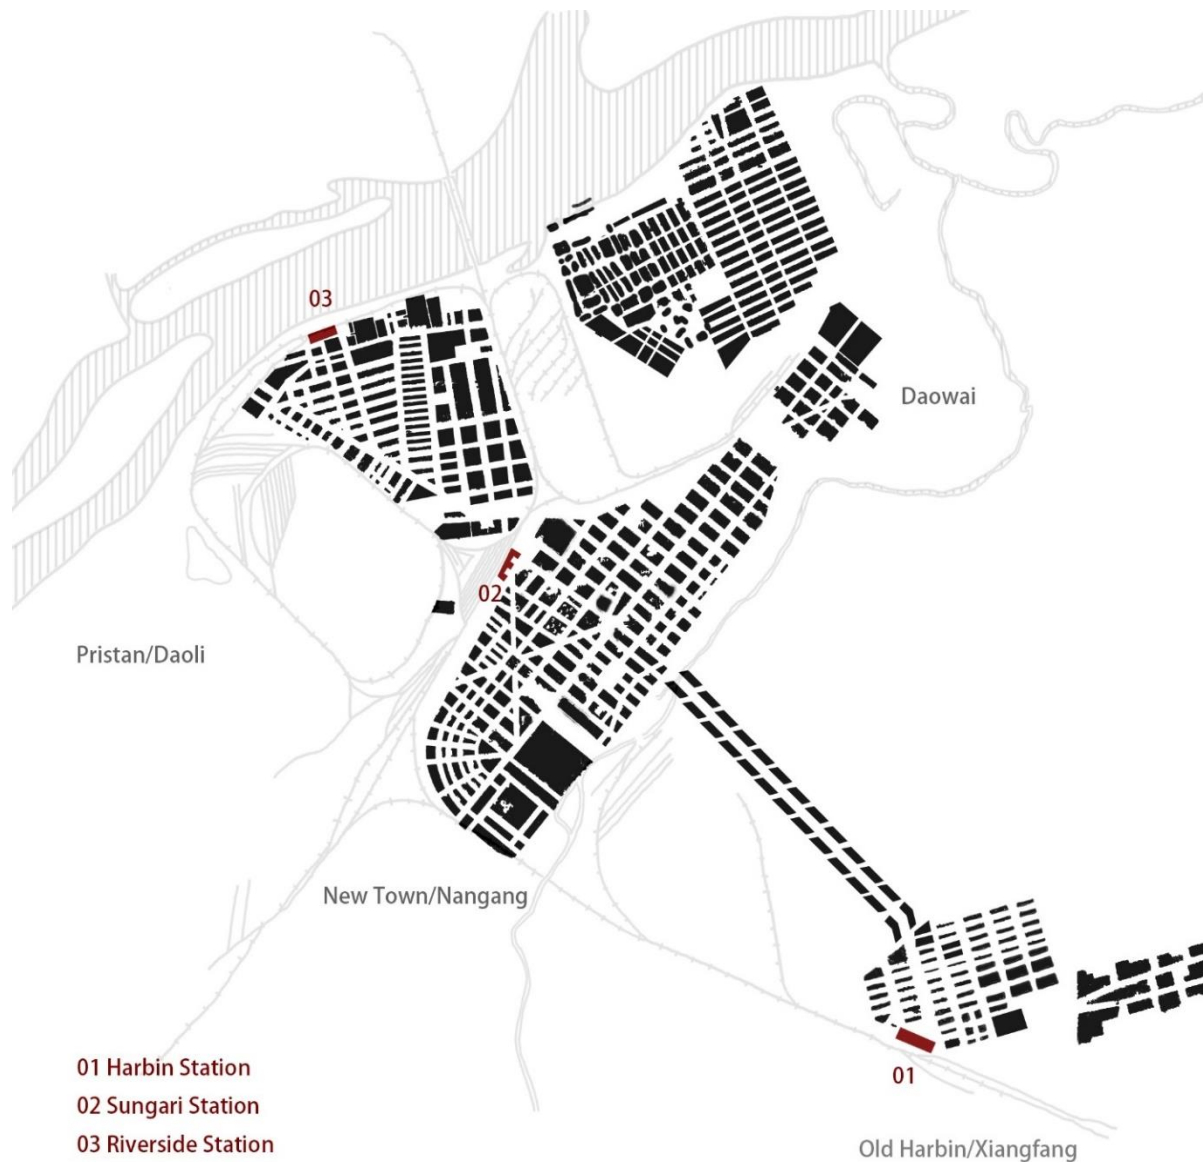 03
Daowai
02
Pristan/Daoli
New Town/Nangang
01
01 Harbin Station
02 Sungari Station
03 Riverside Station
Old Harbin/Xiangfang